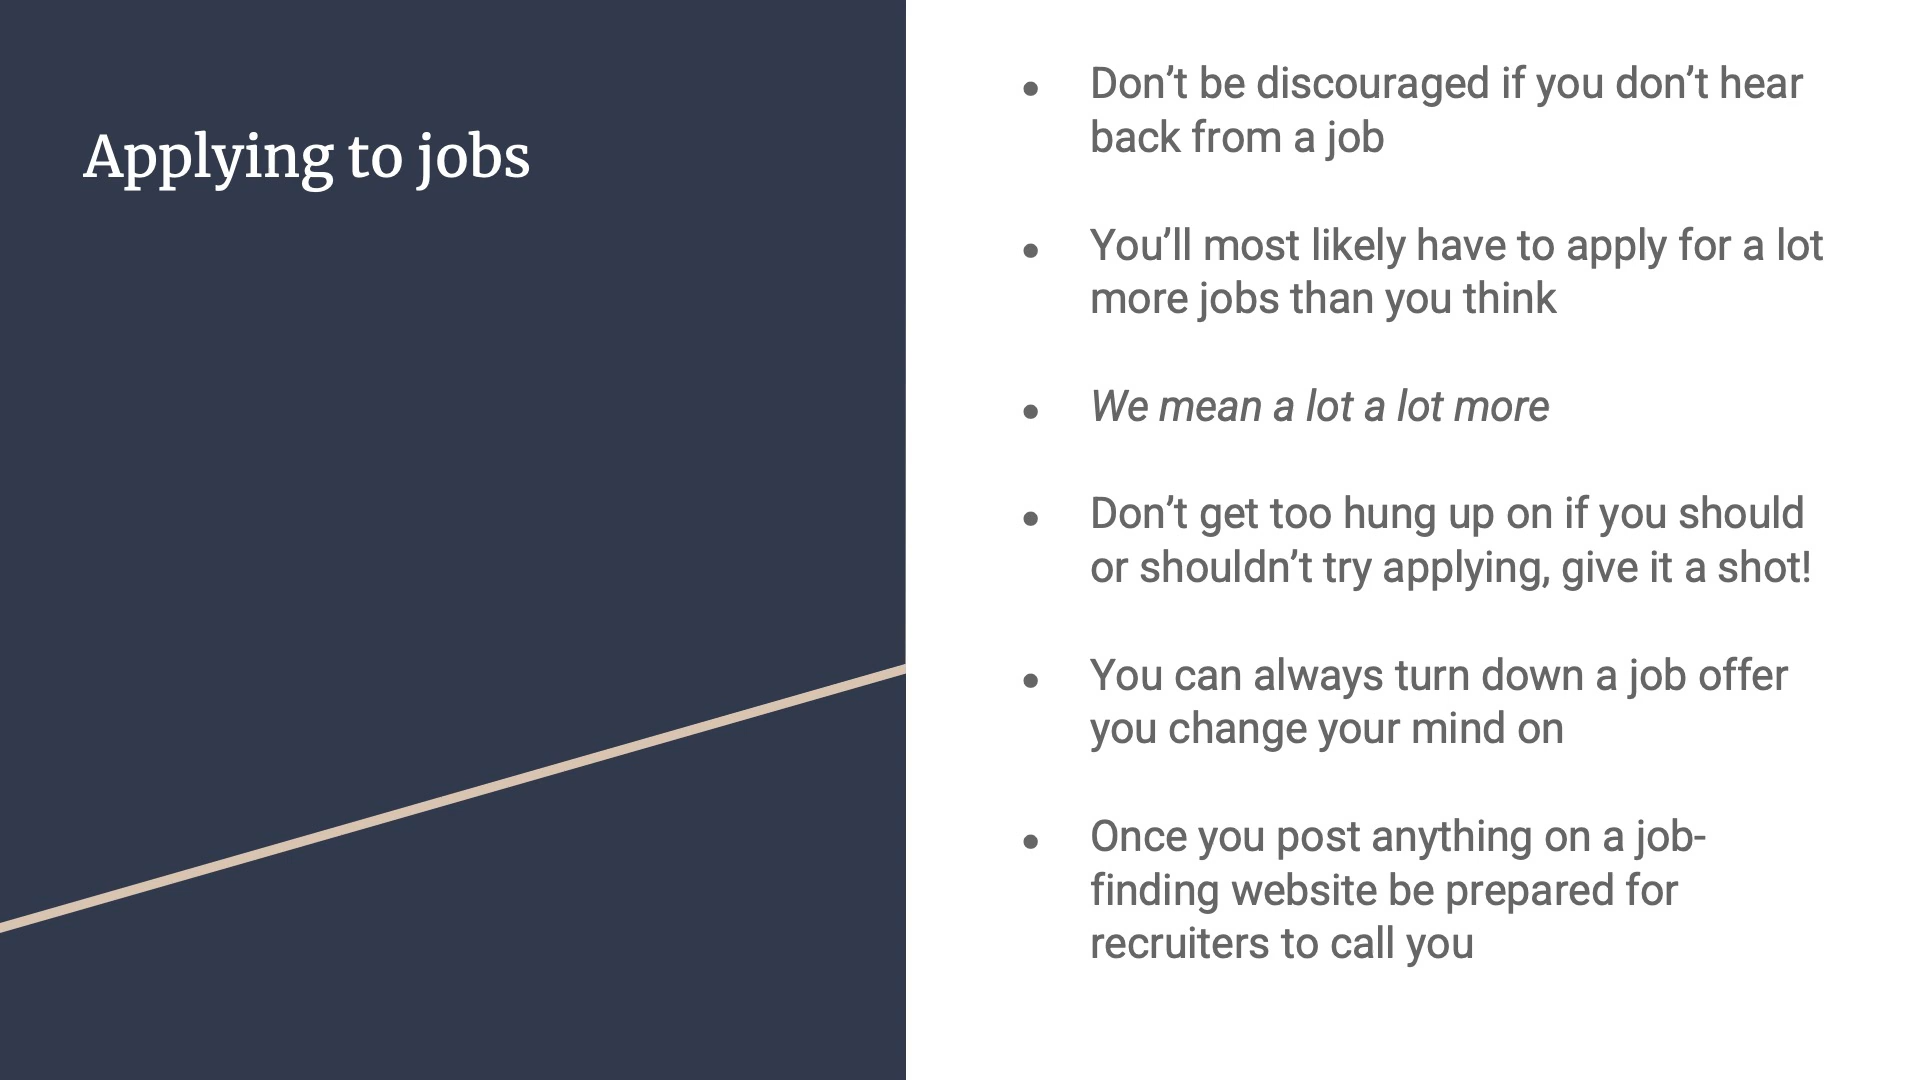 Applying to jobs
● Don’t be discouraged if you don’t hear
back from a job
● You’ll most likely have to apply for a lot
more jobs than you think
● We mean a lot a lot more
● Don’t get too hung up on if you should
or shouldn’t try applying, give it a shot!
● You can always turn down a job offer
you change your mind on
● Once you post anything on a job-
finding website be prepared for
recruiters to call you